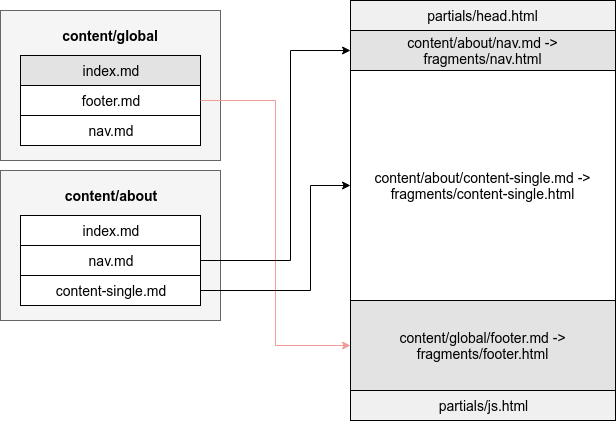 content/global
index.md
footer.md
nav.md
content/about
index.md
nav.md
content-single.md
partials/head.html
content/about/nav.md ->
fragments/nav.html
content/about/content-single.md ->
fragments/content-single.html
content/global/footer.md ->
fragments/footer.html
partials/js.html